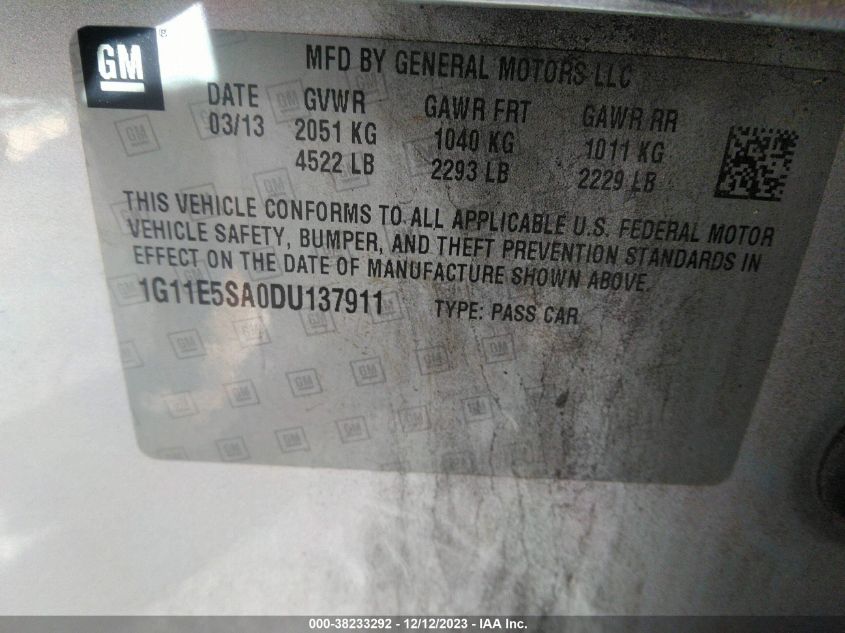 GM
MFD BY GENERAL MOTORS LLC
DATE GVWR GAWR FRT GAWR RR
03/13 2051 KG 1040 KG 1011 KG
4522 LB 2293 LB 2229 LB
THIS VEHICLE CONFORMS TO ALL APPLICABLE U.S. FEDERAL MOTOR
VEHICLE SAFETY, BUMPER, AND THEFT PREVENTION STANDARDS IN
EFFECT ON THE DATE OF MANUFACTURE SHOWN ABOVE.
1G11E5SA0DU137911 TYPE: PASS CAR
000-38233292 - 12/12/2023 - IAA Inc.